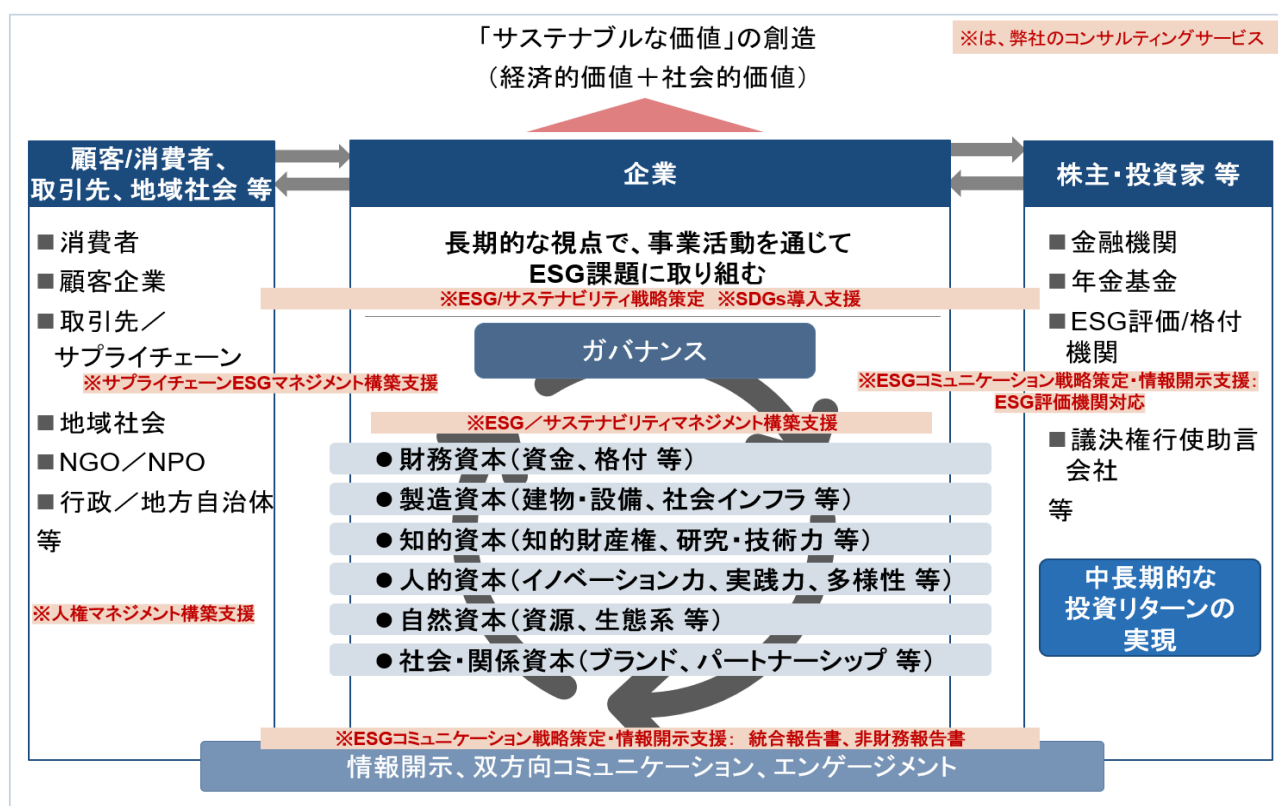 「サステナブルな価値」の創造
（経済的価値＋社会的価値）
※は、弊社のコンサルティングサービス
顧客/消費者、
取引先、地域社会 等
■消費者
■顧客企業
■取引先／
サプライチェーン
※サプライチェーンESGマネジメント構築支援
■地域社会
■NGO／NPO
■行政／地方自治体
等
※人権マネジメント構築支援
企業
長期的な視点で、事業活動を通じて
ESG課題に取り組む
※ESG/サステナビリティ戦略策定 ※SDGs導入支援
ガバナンス
※ESG／サステナビリティマネジメント構築支援
●財務資本（資金、格付 等）
●製造資本（建物・設備、社会インフラ 等）
●知的資本（知的財産権、研究・技術力 等）
●人的資本（イノベーション力、実践力、多様性 等）
●自然資本（資源、生態系 等）
●社会・関係資本（ブランド、パートナーシップ 等）
株主・投資家 等
■金融機関
■年金基金
■ESG評価/格付
機関
※ESGコミュニケーション戦略策定・情報開示支援：
ESG評価機関対応
■議決権行使助言
会社
等
中長期的な
投資リターンの
実現
※ESGコミュニケーション戦略策定・情報開示支援： 統合報告書、非財務報告書
情報開示、双方向コミュニケーション、エンゲージメント